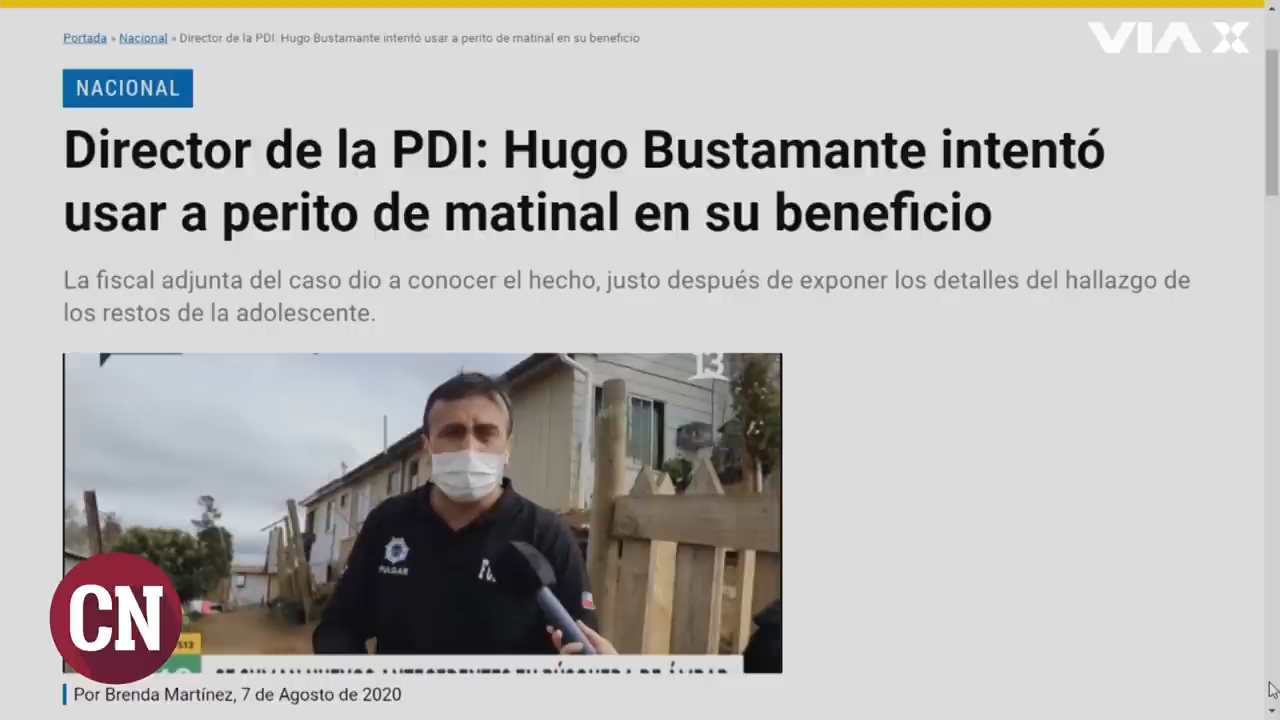 VIA X
Portada » Nacional » Director de la PDI: Hugo Bustamante intentó usar a perito de matinal en su beneficio
NACIONAL
Director de la PDI: Hugo Bustamante intentó
usar a perito de matinal en su beneficio
La fiscal adjunta del caso dio a conocer el hecho, justo después de exponer los detalles del hallazgo de
los restos de la adolescente.
13
FULGAR
CN
Por Brenda Martínez, 7 de Agosto de 2020